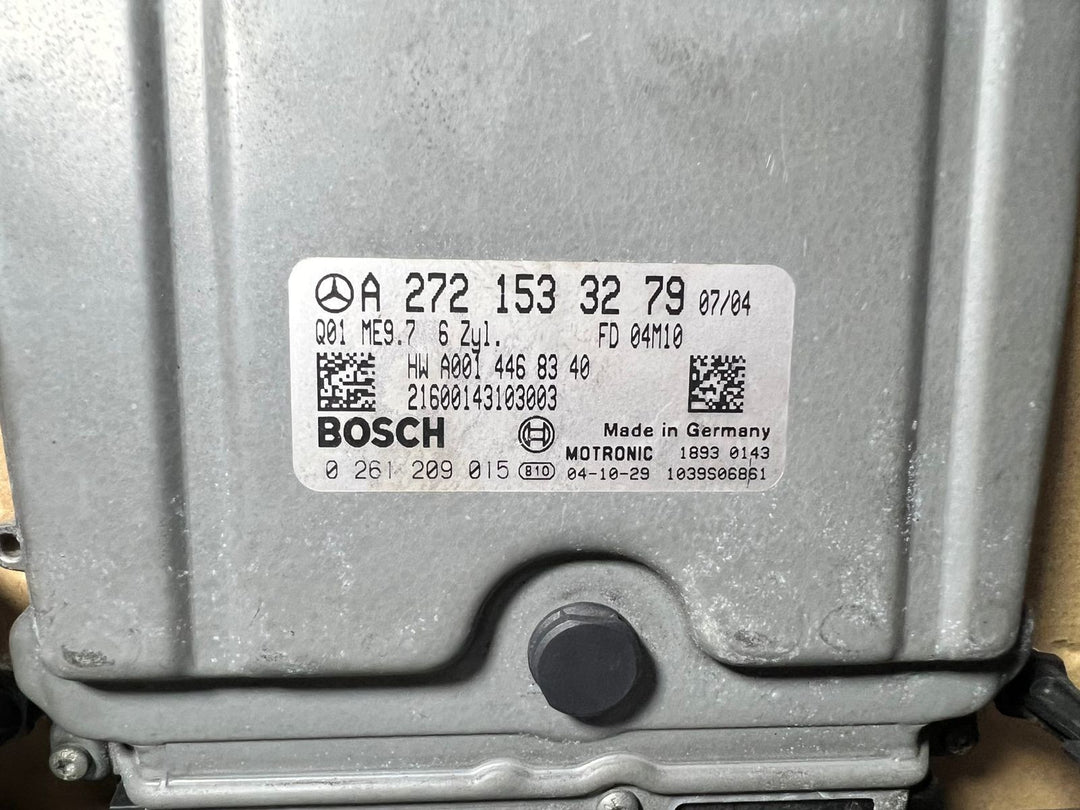 A 272 153 32 79 07/04
Q01 ME9.7 6 Zyl. FD 04M10
HW A001 446 83 40
21600143103003
BOSCH Made in Germany
MOTRONIC 1893 0143
0 261 209 015 B10 04-10-29 1039S06861